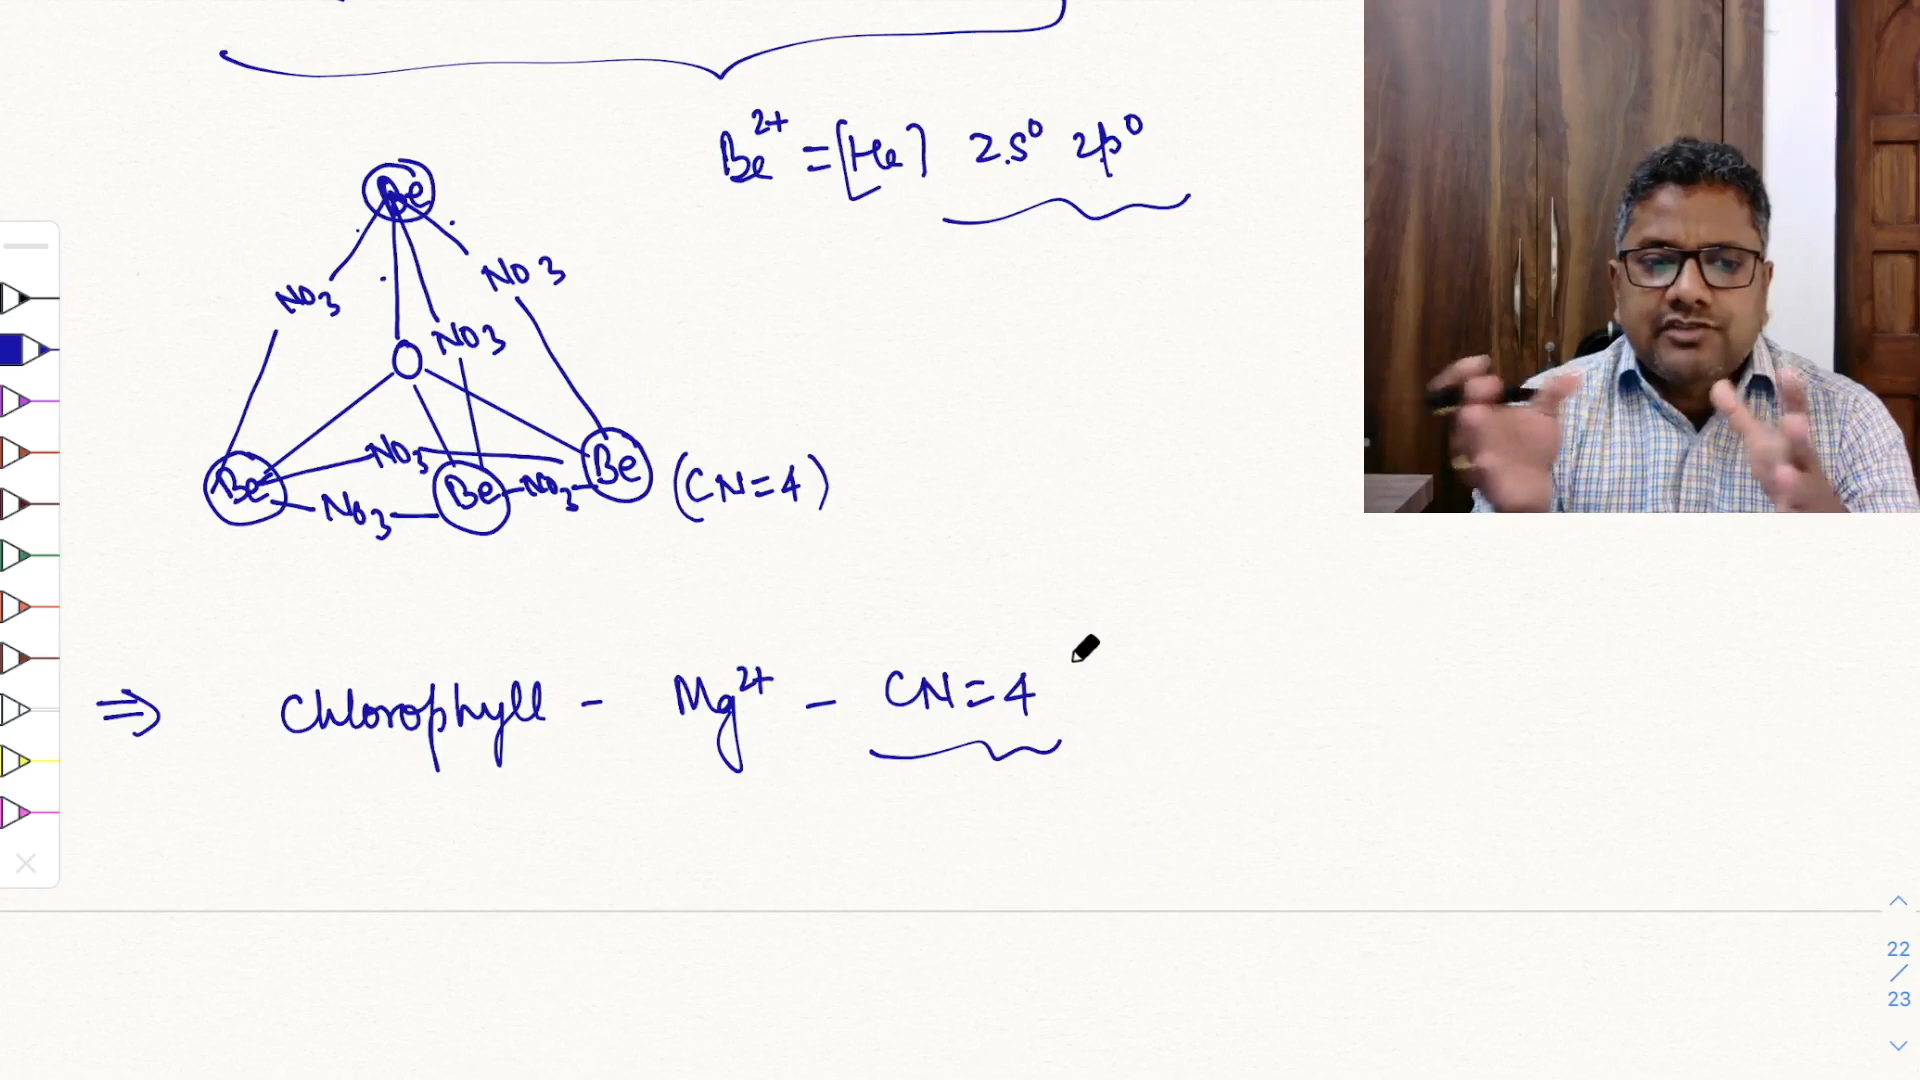 Be²⁺ = [He] 2s⁰ 2p⁰
Be
NO3
NO3
NO3
O
NO3
Be
Be
Be
(CN=4)
NO3
NO3
⇒ Chlorophyll - Mg²⁺ - CN=4
22
/
23